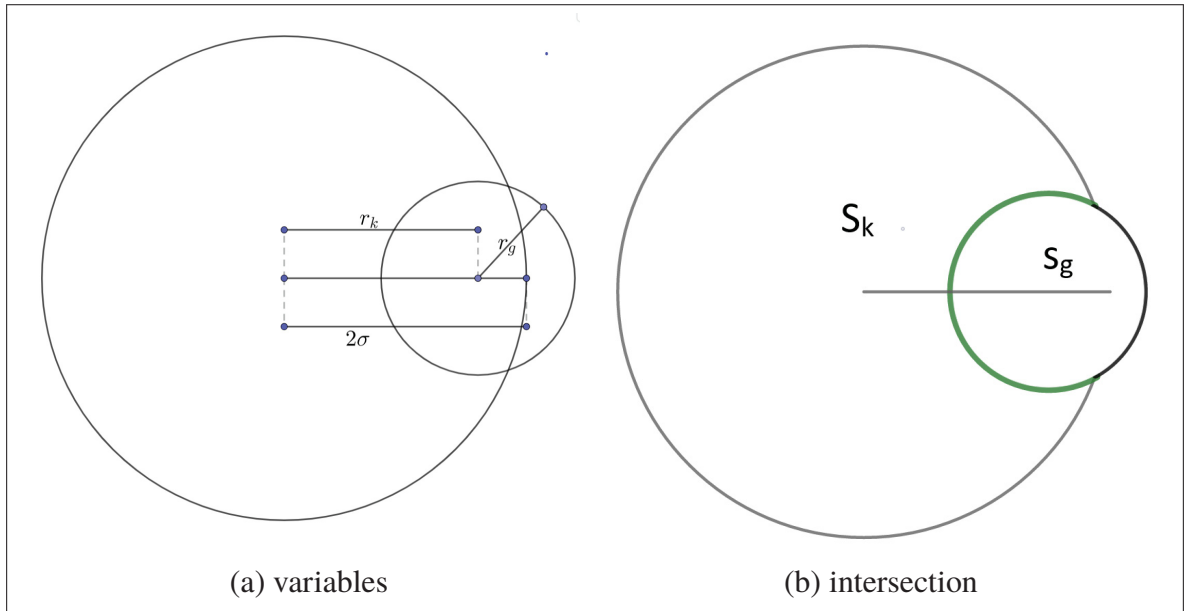 r_k
r_g
2σ
S_k
s_g
(a) variables
(b) intersection